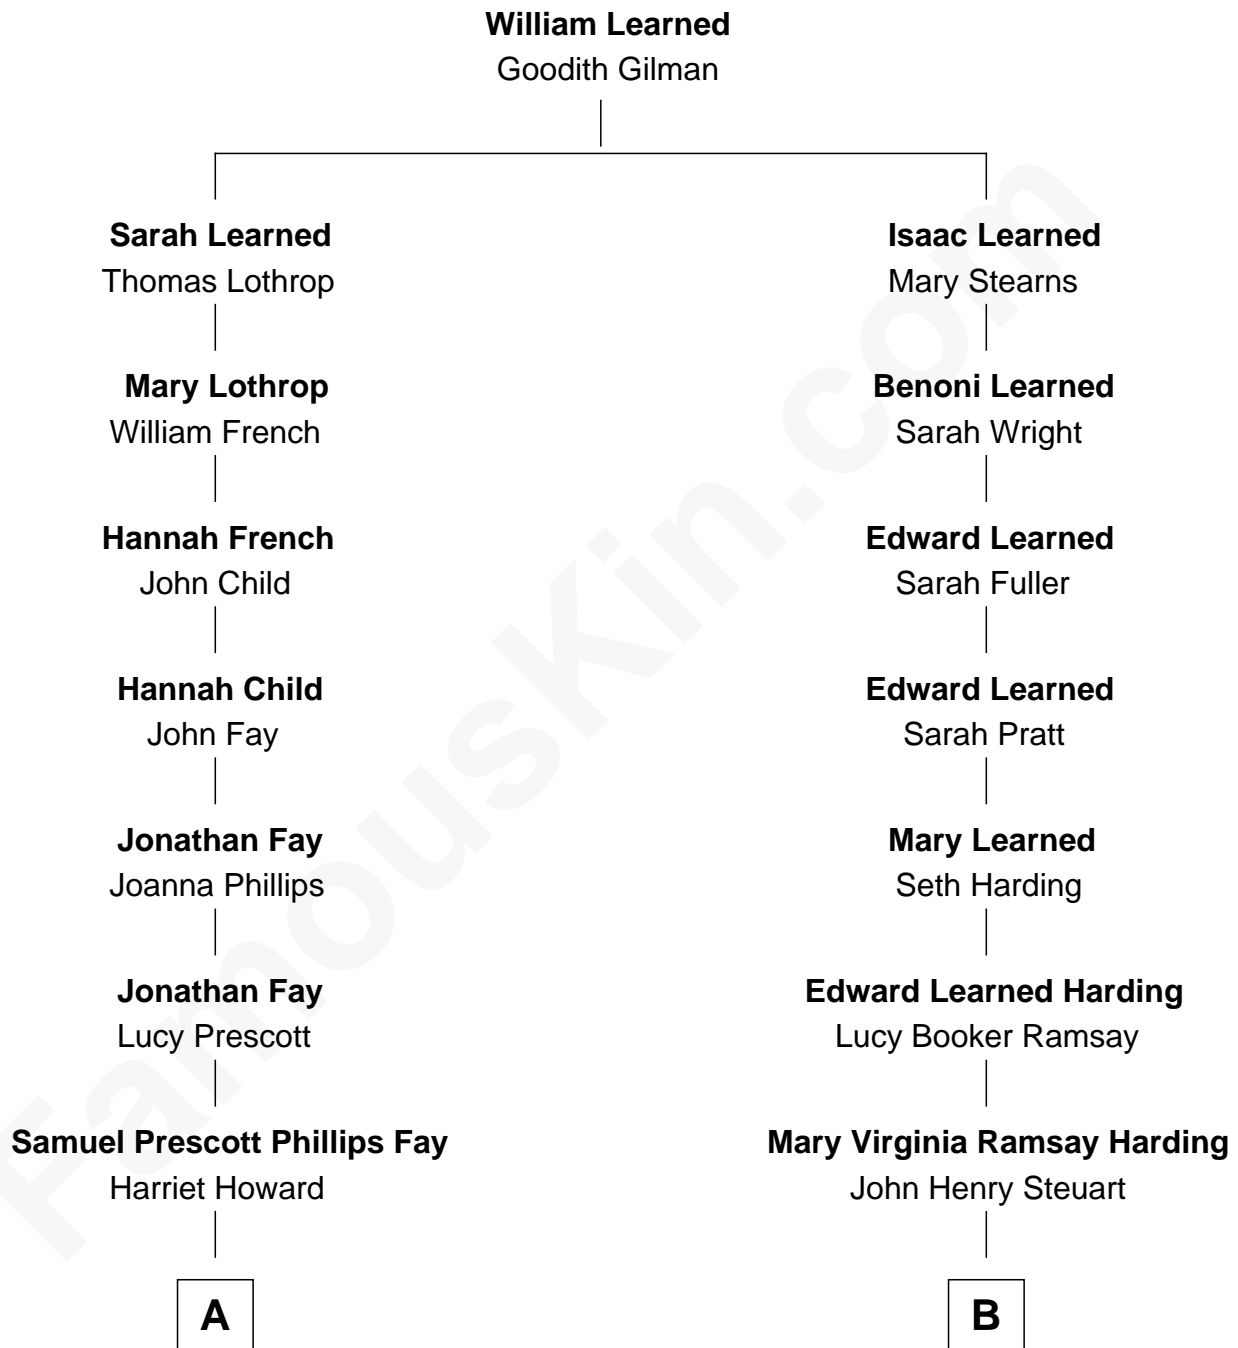 William Learned
Goodith Gilman
Sarah Learned
Thomas Lothrop
Isaac Learned
Mary Stearns
Mary Lothrop
William French
Benoni Learned
Sarah Wright
Hannah French
John Child
Edward Learned
Sarah Fuller
Hannah Child
John Fay
Edward Learned
Sarah Pratt
Jonathan Fay
Joanna Phillips
Mary Learned
Seth Harding
Jonathan Fay
Lucy Prescott
Edward Learned Harding
Lucy Booker Ramsay
Samuel Prescott Phillips Fay
Harriet Howard
Mary Virginia Ramsay Harding
John Henry Steuart
A
B
FamousKin.com